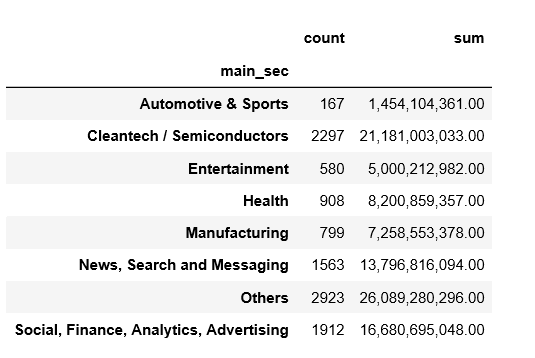 count sum
main_sec
Automotive & Sports 167 1,454,104,361.00
Cleantech / Semiconductors 2297 21,181,003,033.00
Entertainment 580 5,000,212,982.00
Health 908 8,200,859,357.00
Manufacturing 799 7,258,553,378.00
News, Search and Messaging 1563 13,796,816,094.00
Others 2923 26,089,280,296.00
Social, Finance, Analytics, Advertising 1912 16,680,695,048.00